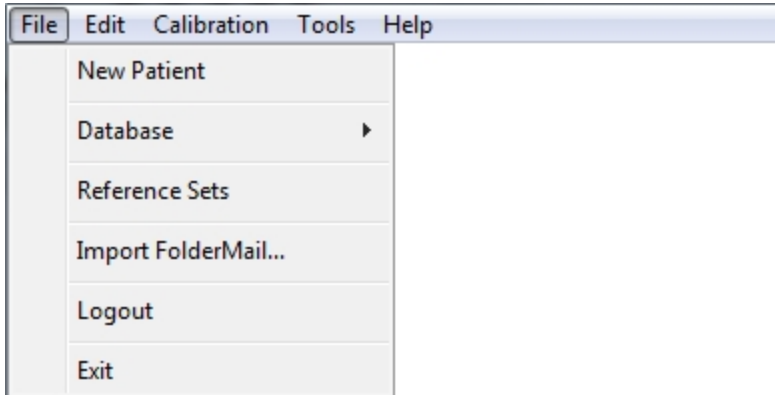 File Edit Calibration Tools Help
New Patient
Database
Reference Sets
Import FolderMail...
Logout
Exit